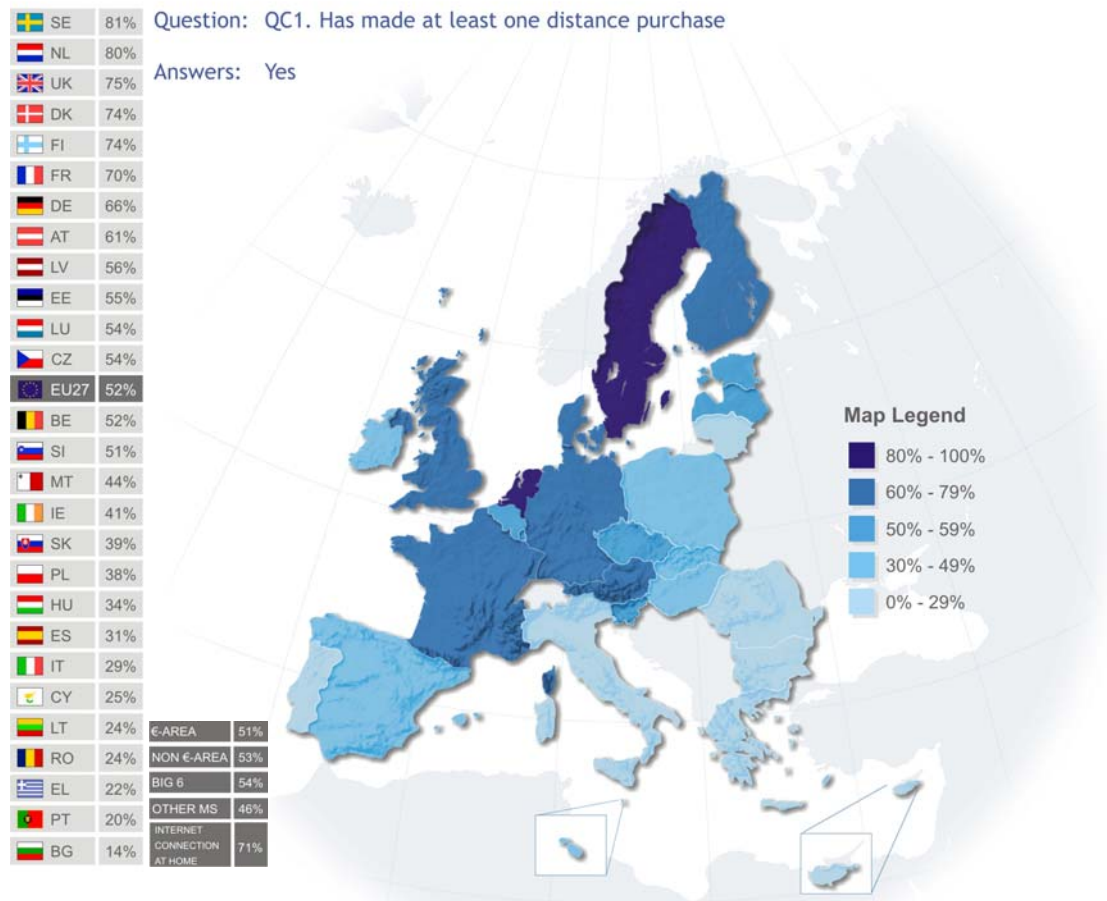 Question: QC1. Has made at least one distance purchase
Answers: Yes
SE 81%
NL 80%
UK 75%
DK 74%
FI 74%
FR 70%
DE 66%
AT 61%
LV 56%
EE 55%
LU 54%
CZ 54%
EU27 52%
BE 52%
SI 51%
MT 44%
IE 41%
SK 39%
PL 38%
HU 34%
ES 31%
IT 29%
CY 25%
LT 24%
RO 24%
EL 22%
PT 20%
BG 14%
€-AREA 51%
NON €-AREA 53%
BIG 6 54%
OTHER MS 46%
INTERNET
CONNECTION 71%
AT HOME
Map Legend
80% - 100%
60% - 79%
50% - 59%
30% - 49%
0% - 29%